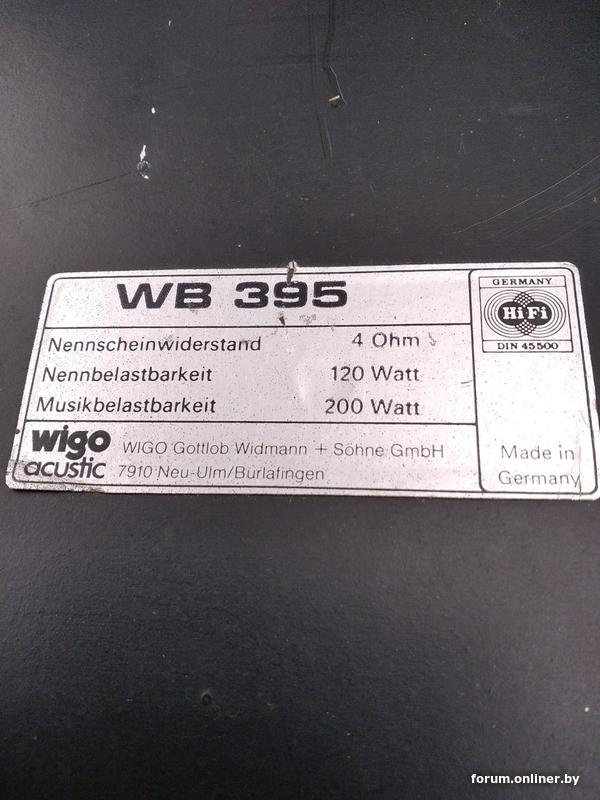 WB 395
GERMANY
HiFi
DIN 45500
Nennscheinwiderstand 4 Ohm
Nennbelastbarkeit 120 Watt
Musikbelastbarkeit 200 Watt
wigo
acustic
WIGO Gottlob Widmann + Söhne GmbH
7910 Neu-Ulm/Burlafingen
Made in
Germany
forum.onliner.by